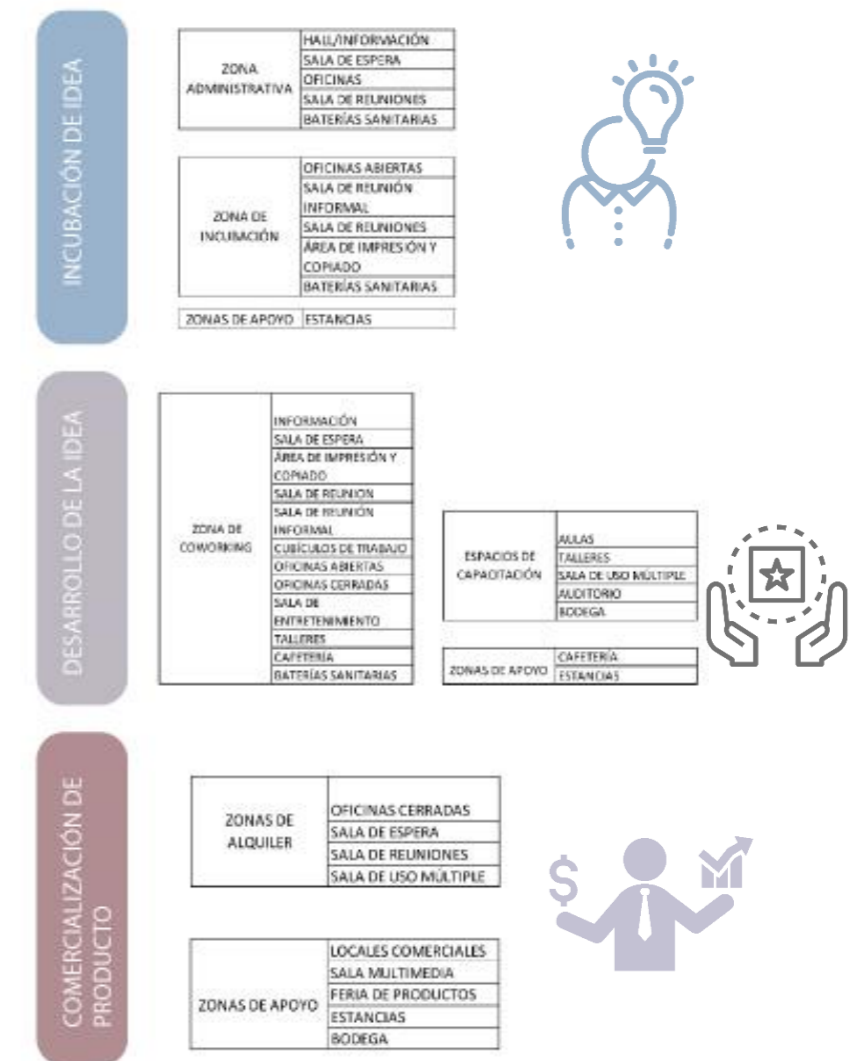 INCUBACIÓN DE IDEA
ZONA
ADMINISTRATIVA
HALL/INFORMACIÓN
SALA DE ESPERA
OFICINAS
SALA DE REUNIONES
BATERÍAS SANITARIAS
ZONA DE
INCUBACIÓN
OFICINAS ABIERTAS
SALA DE REUNIÓN
INFORMAL
SALA DE REUNIONES
ÁREA DE IMPRESIÓN Y
COPIADO
BATERÍAS SANITARIAS
ZONAS DE APOYO
ESTANCIAS
DESARROLLO DE LA IDEA
ZONA DE
COWORKING
INFORMACIÓN
SALA DE ESPERA
ÁREA DE IMPRESIÓN Y
COPIADO
SALA DE REUNION
SALA DE REUNIÓN
INFORMAL
CUBÍCULOS DE TRABAJO
OFICINAS ABIERTAS
OFICINAS CERRADAS
SALA DE
ENTRETENIMIENTO
TALLERES
CAFETERÍA
BATERÍAS SANITARIAS
ESPACIOS DE
CAPACITACIÓN
AULAS
TALLERES
SALA DE USO MÚLTIPLE
AUDITORIO
BODEGA
ZONAS DE APOYO
CAFETERÍA
ESTANCIAS
COMERCIALIZACIÓN DE
PRODUCTO
ZONAS DE
ALQUILER
OFICINAS CERRADAS
SALA DE ESPERA
SALA DE REUNIONES
SALA DE USO MÚLTIPLE
ZONAS DE APOYO
LOCALES COMERCIALES
SALA MULTIMEDIA
FERIA DE PRODUCTOS
ESTANCIAS
BODEGA
$